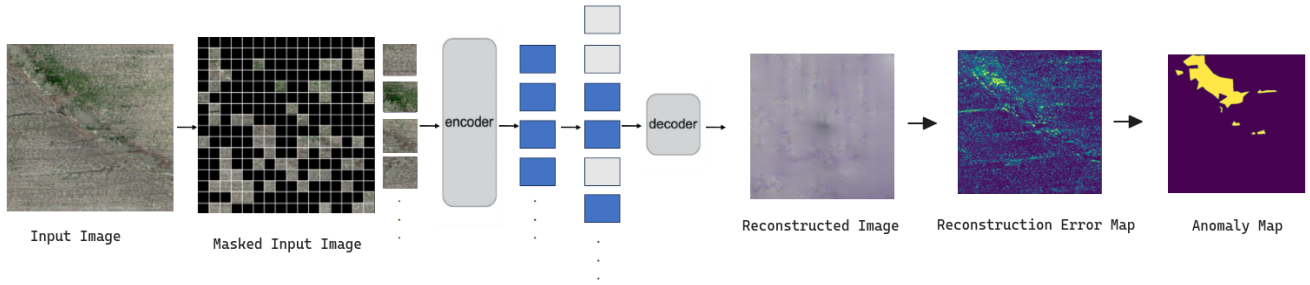 encoder
decoder
Input Image
Masked Input Image
Reconstructed Image
Reconstruction Error Map
Anomaly Map